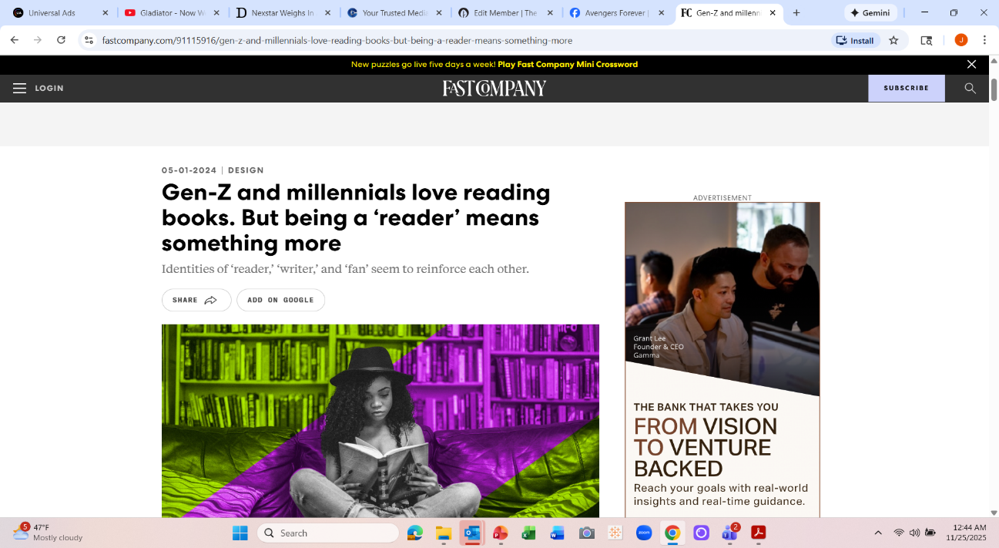 Universal Ads
Gladiator - Now W
Nexstar Weighs In
Your Trusted Media
Edit Member | The
Avengers Forever |
FC
Gen-Z and millenn
Gemini
fastcompany.com/91115916/gen-z-and-millennials-love-reading-books-but-being-a-reader-means-something-more
Install
J
New puzzles go live five days a week! Play Fast Company Mini Crossword
LOGIN
FAST COMPANY
SUBSCRIBE
05-01-2024 | DESIGN
Gen-Z and millennials love reading
books. But being a ‘reader’ means
something more
Identities of ‘reader,’ ‘writer,’ and ‘fan’ seem to reinforce each other.
SHARE
ADD ON GOOGLE
ADVERTISEMENT
Grant Lee
Founder & CEO
Gamma
THE BANK THAT TAKES YOU
FROM VISION
TO VENTURE
BACKED
Reach your goals with real-world
insights and real-time guidance.
5
47°F
Mostly cloudy
Search
zoom
2
12:44 AM
11/25/2025